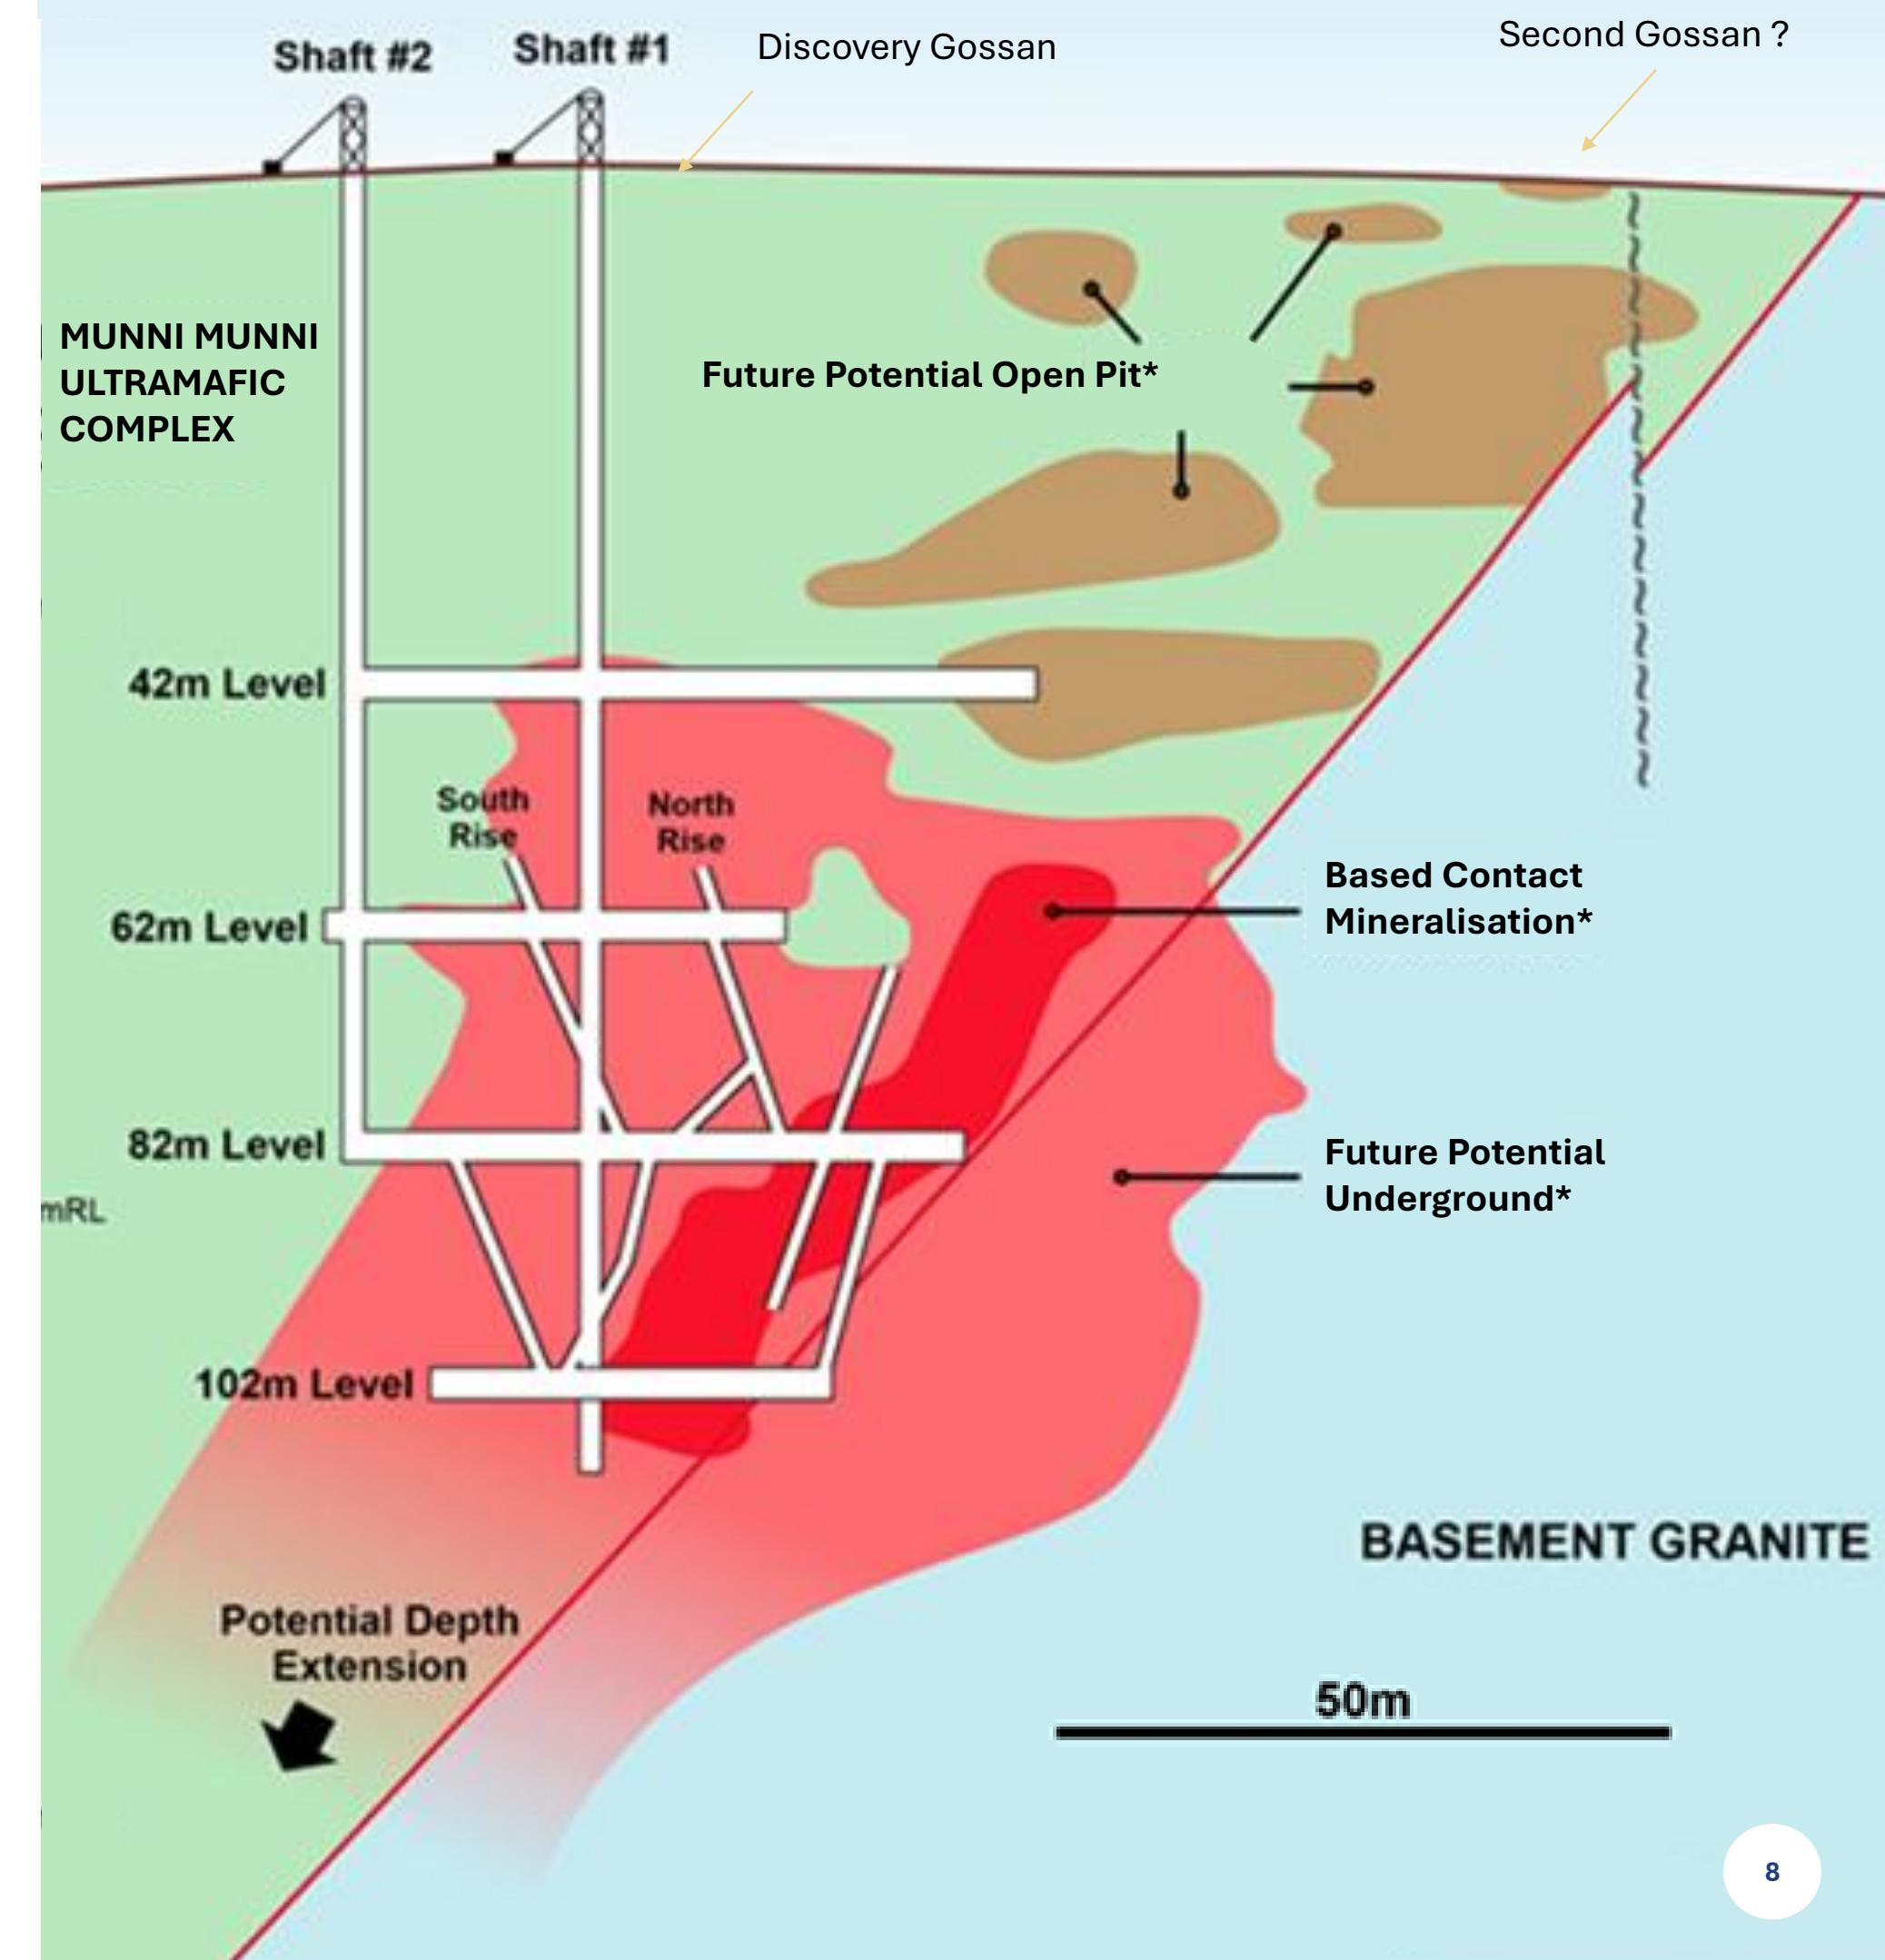 Shaft #2
Shaft #1
Discovery Gossan
Second Gossan ?
MUNNI MUNNI
ULTRAMAFIC
COMPLEX
Future Potential Open Pit*
42m Level
South
Rise
North
Rise
62m Level
Based Contact
Mineralisation*
82m Level
Future Potential
Underground*
mRL
102m Level
BASEMENT GRANITE
Potential Depth
Extension
50m
8